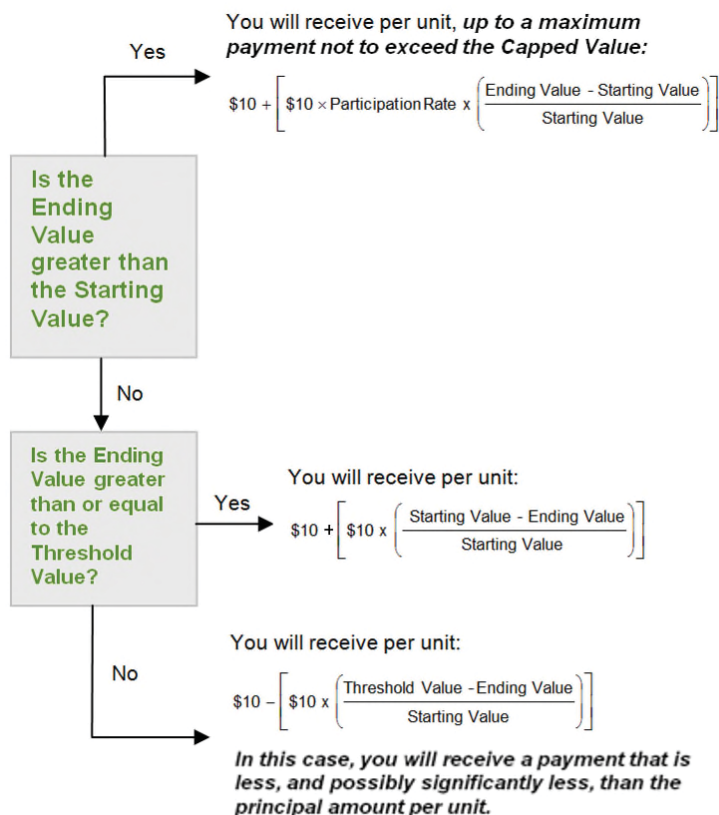 You will receive per unit, up to a maximum
payment not to exceed the Capped Value:
Yes
$10 + [ $10 × Participation Rate x ( Ending Value - Starting Value / Starting Value ) ]
Is the
Ending
Value
greater than
the Starting
Value?
No
Is the Ending
Value greater
than or equal
to the
Threshold
Value?
Yes
You will receive per unit:
$10 + [ $10 x ( Starting Value - Ending Value / Starting Value ) ]
No
You will receive per unit:
$10 – [ $10 x ( Threshold Value - Ending Value / Starting Value ) ]
In this case, you will receive a payment that is
less, and possibly significantly less, than the
principal amount per unit.